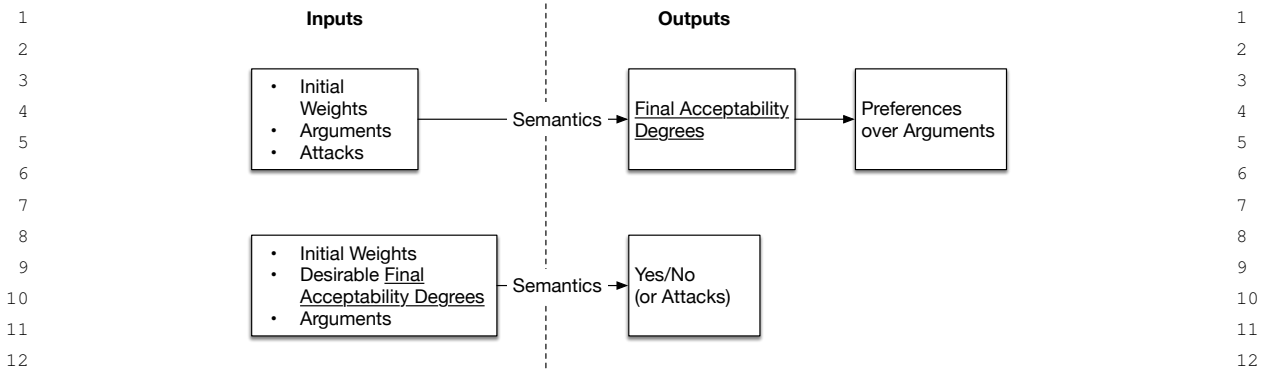 Inputs
Outputs
• Initial
Weights
• Arguments
• Attacks
Semantics
Final Acceptability
Degrees
Preferences
over Arguments
• Initial Weights
• Desirable Final
Acceptability Degrees
• Arguments
Semantics
Yes/No
(or Attacks)
1
2
3
4
5
6
7
8
9
10
11
12
1
2
3
4
5
6
7
8
9
10
11
12